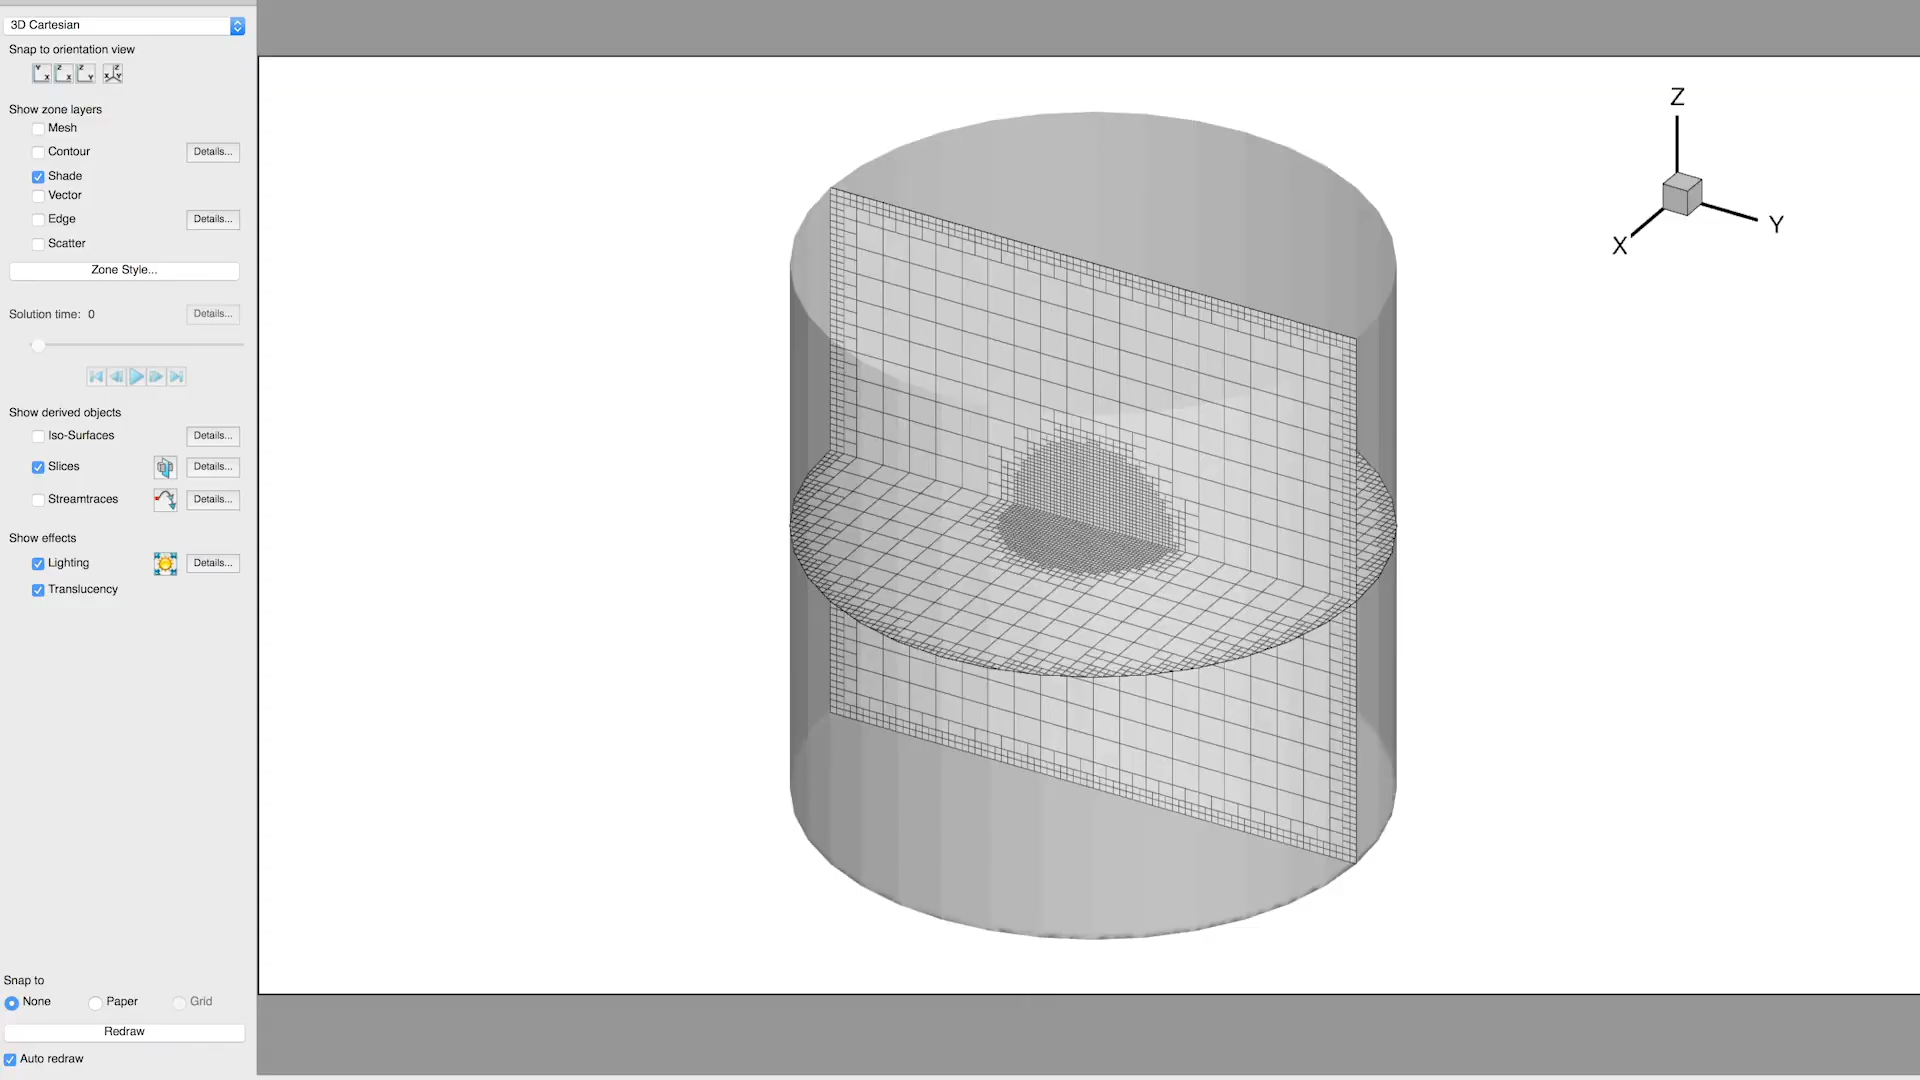 3D Cartesian
Snap to orientation view
Y X Z X Z Y Z X Y
Show zone layers
Mesh
Contour Details...
Shade
Vector
Edge Details...
Scatter
Zone Style...
Solution time: 0 Details...
Show derived objects
Iso-Surfaces Details...
Slices Details...
Streamtraces Details...
Show effects
Lighting Details...
Translucency
Snap to
None Paper Grid
Redraw
Auto redraw
Z
Y
X